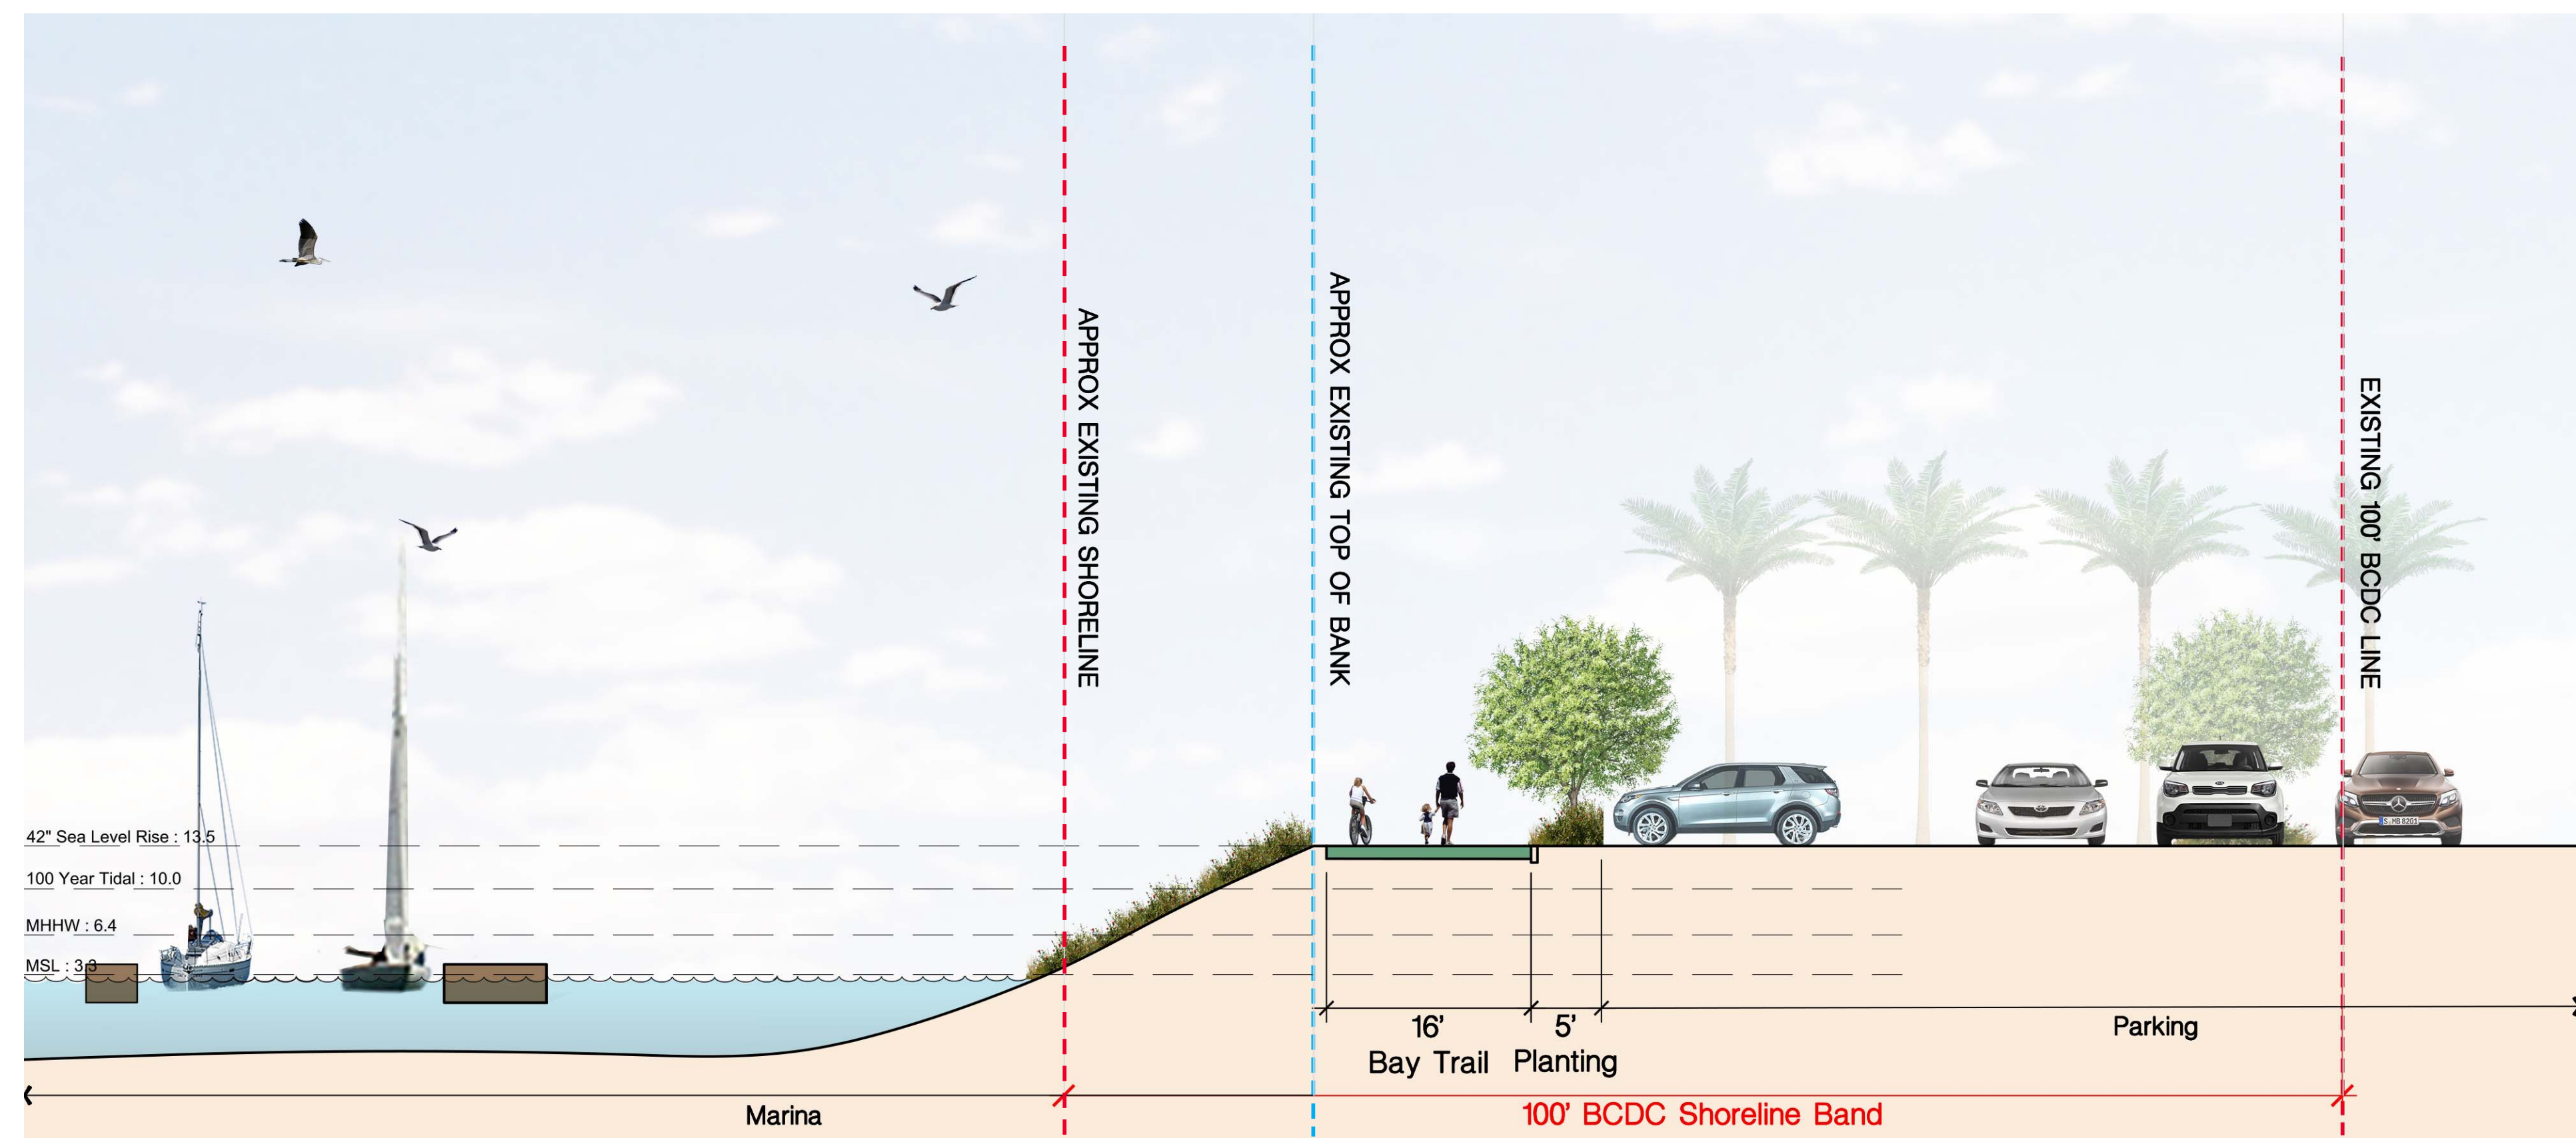 APPROX EXISTING SHORELINE
APPROX EXISTING TOP OF BANK
EXISTING 100' BCDC LINE
42" Sea Level Rise : 13.5
100 Year Tidal : 10.0
MHHW : 6.4
MSL : 3.3
16'
5'
Parking
Bay Trail
Planting
Marina
100' BCDC Shoreline Band